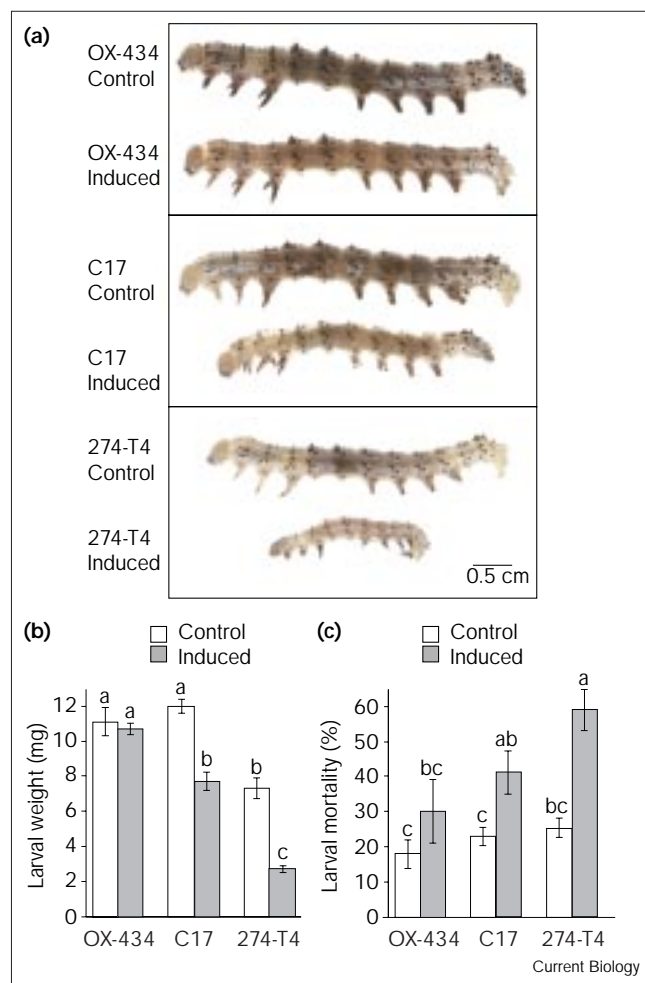 (a)
OX-434
Control
OX-434
Induced
C17
Control
C17
Induced
274-T4
Control
274-T4
Induced
0.5 cm
(b)
Control
Induced
Larval weight (mg)
12
10
8
6
4
2
0
a
a
a
b
b
c
OX-434 C17 274-T4
(c)
Control
Induced
Larval mortality (%)
60
50
40
30
20
10
0
c
bc
c
ab
bc
a
OX-434 C17 274-T4
Current Biology